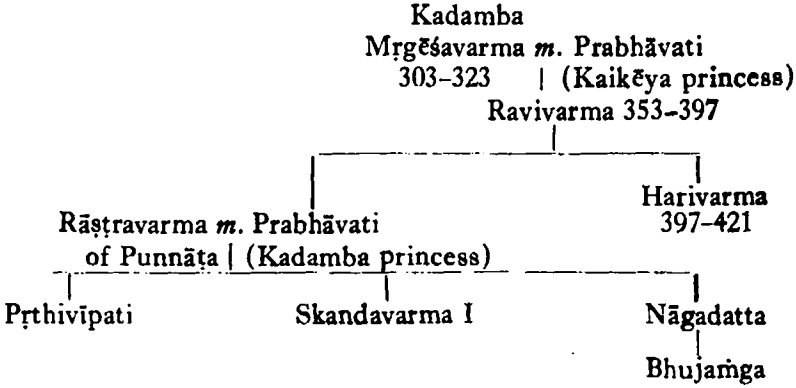 Kadamba
Mṛgēśavarma m. Prabhāvati
303–323 | (Kaikēya princess)
Ravivarma 353–397
Harivarma
397–421
Rāṣṭravarma m. Prabhāvati
of Punnāṭa | (Kadamba princess)
Pṛthivīpati Skandavarma I Nāgadatta
Bhujaṁga